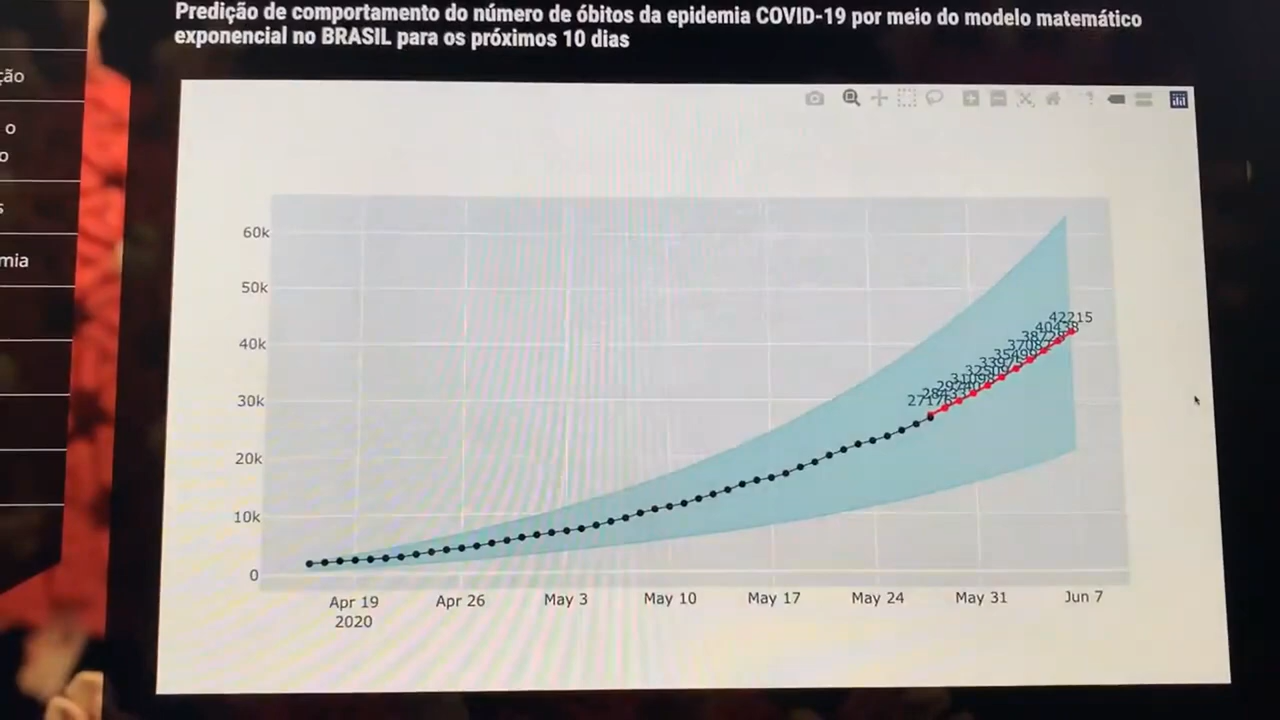 Predição de comportamento do número de óbitos da epidemia COVID-19 por meio do modelo matemático
exponencial no BRASIL para os próximos 10 dias
ção
o
o
s
mia
60k
50k
40k
30k
20k
10k
0
42215
40438
35499
27176
Apr 19
2020
Apr 26
May 3
May 10
May 17
May 24
May 31
Jun 7